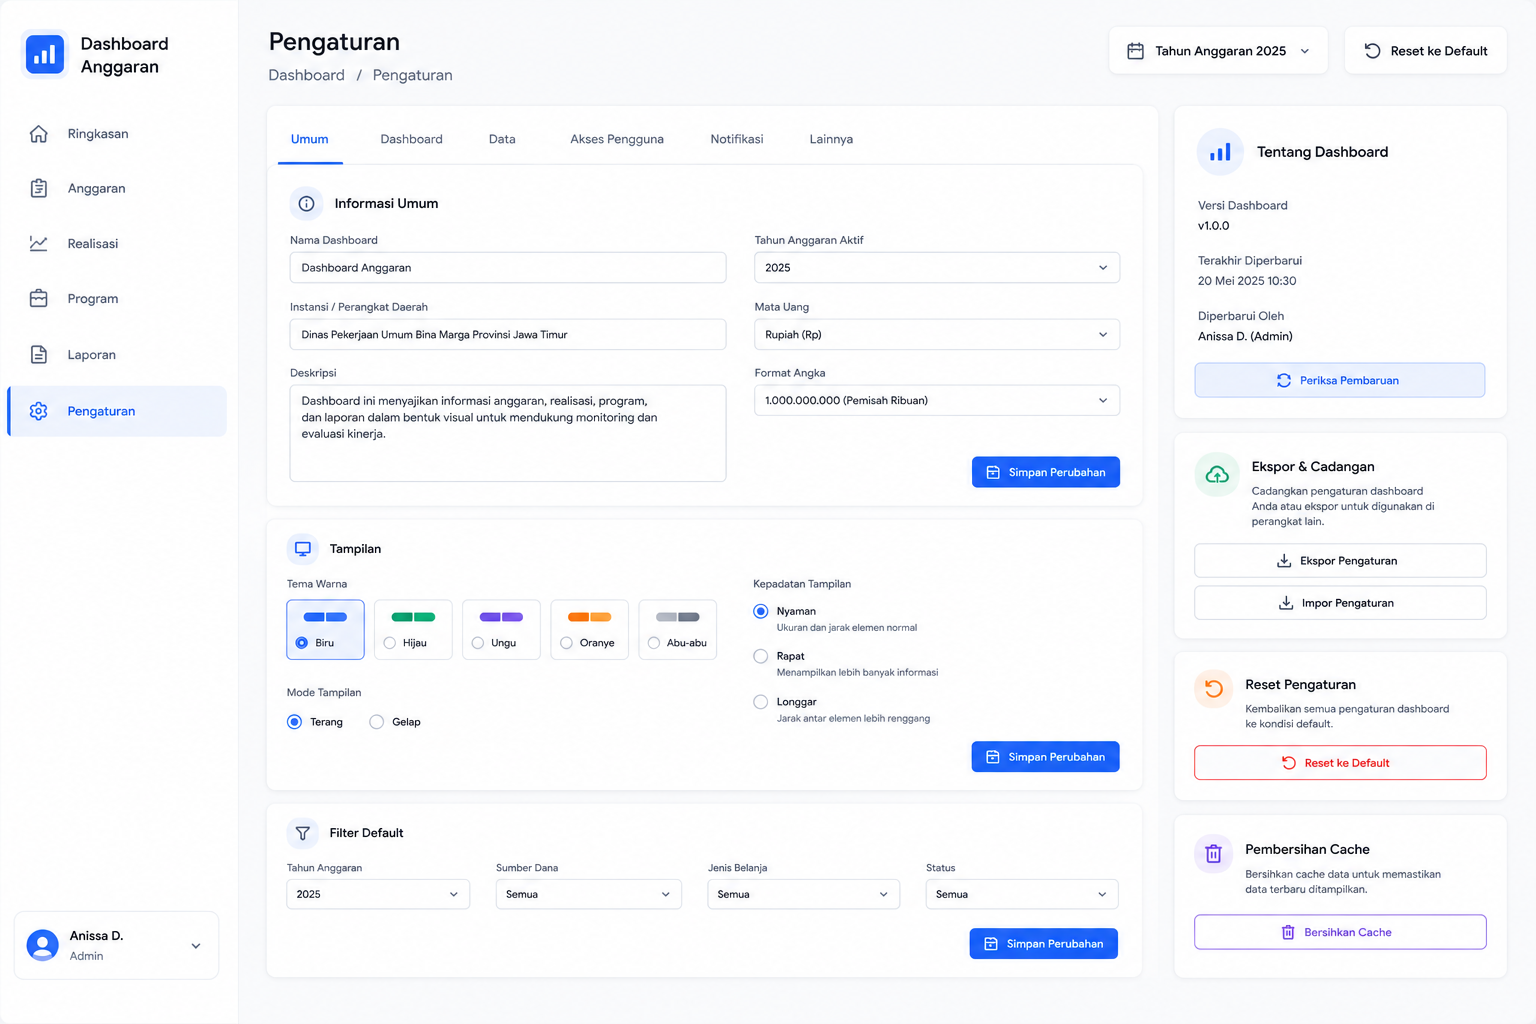 Dashboard
Anggaran
Ringkasan
Anggaran
Realisasi
Program
Laporan
Pengaturan
Anissa D.
Admin
Pengaturan
Dashboard / Pengaturan
Tahun Anggaran 2025
Reset ke Default
Umum Dashboard Data Akses Pengguna Notifikasi Lainnya
Informasi Umum
Nama Dashboard
Dashboard Anggaran
Instansi / Perangkat Daerah
Dinas Pekerjaan Umum Bina Marga Provinsi Jawa Timur
Deskripsi
Dashboard ini menyajikan informasi anggaran, realisasi, program,
dan laporan dalam bentuk visual untuk mendukung monitoring dan
evaluasi kinerja.
Tahun Anggaran Aktif
2025
Mata Uang
Rupiah (Rp)
Format Angka
1.000.000.000 (Pemisah Ribuan)
Simpan Perubahan
Tampilan
Tema Warna
Biru Hijau Ungu Oranye Abu-abu
Mode Tampilan
Terang Gelap
Kepadatan Tampilan
Nyaman
Ukuran dan jarak elemen normal
Rapat
Menampilkan lebih banyak informasi
Longgar
Jarak antar elemen lebih renggang
Simpan Perubahan
Filter Default
Tahun Anggaran
2025
Sumber Dana
Semua
Jenis Belanja
Semua
Status
Semua
Simpan Perubahan
Tentang Dashboard
Versi Dashboard
v1.0.0
Terakhir Diperbarui
20 Mei 2025 10:30
Diperbarui Oleh
Anissa D. (Admin)
Periksa Pembaruan
Ekspor & Cadangan
Cadangkan pengaturan dashboard
Anda atau ekspor untuk digunakan di
perangkat lain.
Ekspor Pengaturan
Impor Pengaturan
Reset Pengaturan
Kembalikan semua pengaturan dashboard
ke kondisi default.
Reset ke Default
Pembersihan Cache
Bersihkan cache data untuk memastikan
data terbaru ditampilkan.
Bersihkan Cache